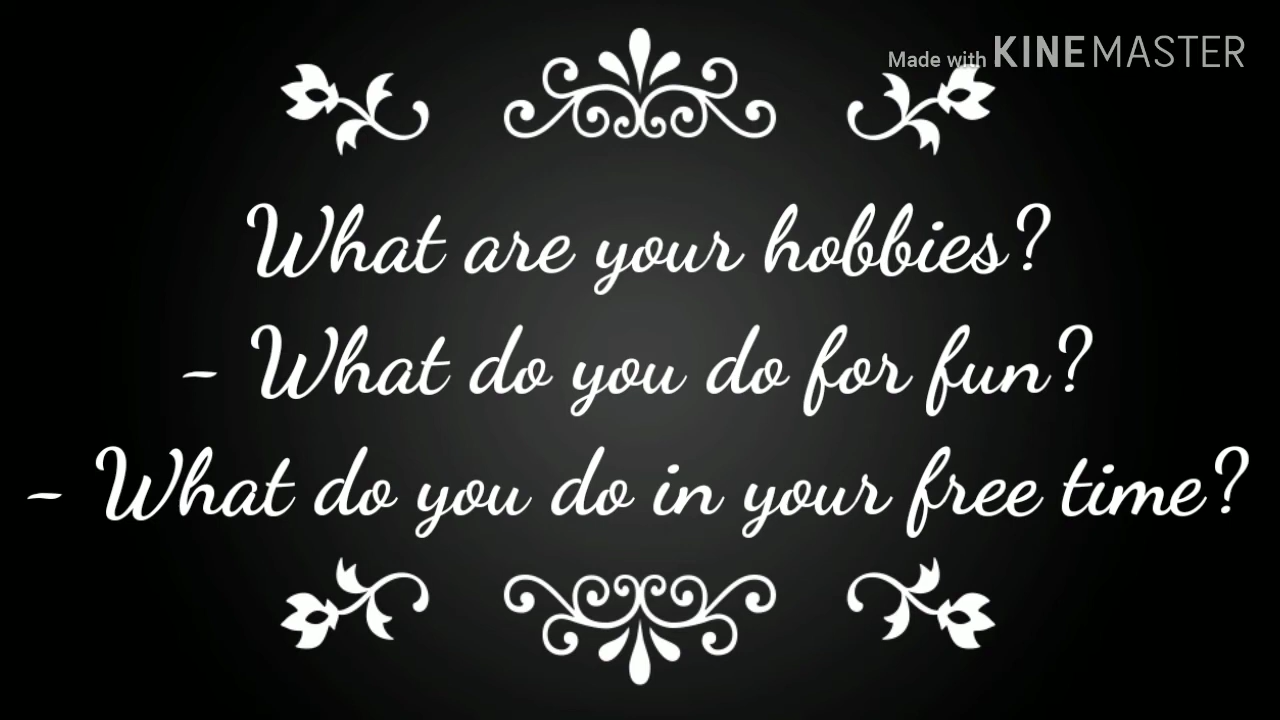 Made with KINEMASTER
What are your hobbies?
- What do you do for fun?
- What do you do in your free time?